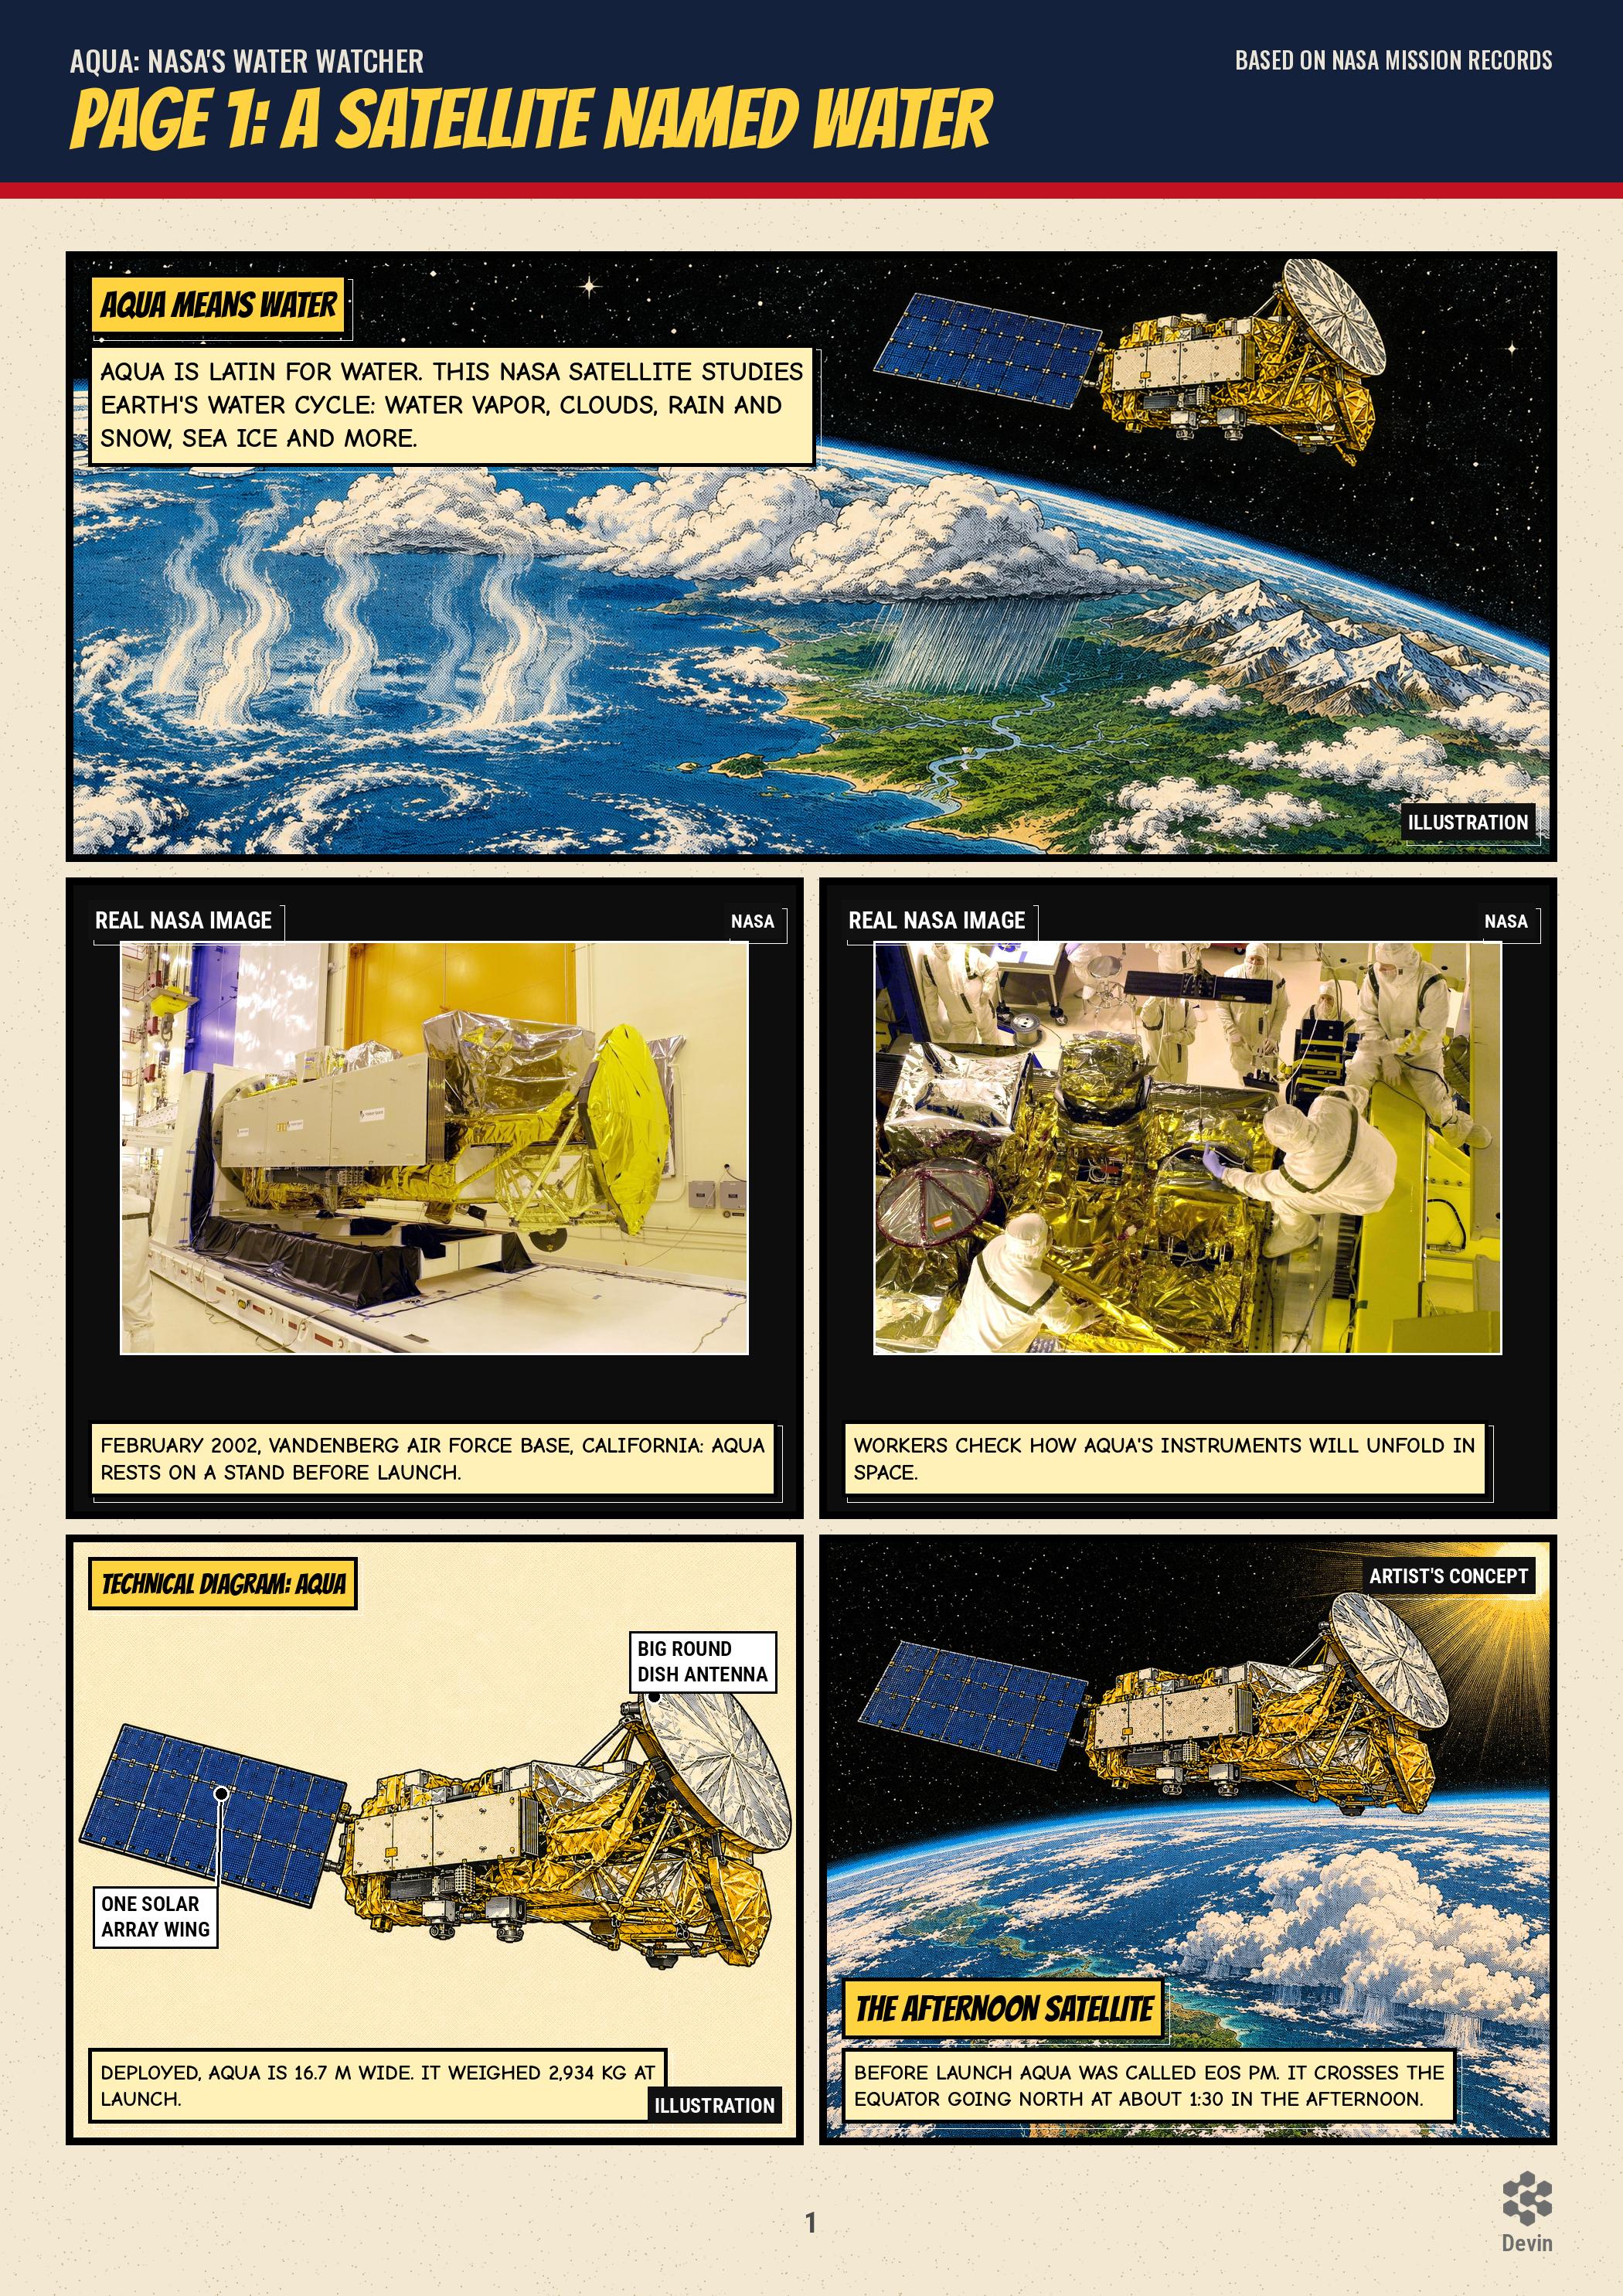 AQUA: NASA'S WATER WATCHER
BASED ON NASA MISSION RECORDS
PAGE 1: A SATELLITE NAMED WATER
AQUA MEANS WATER
AQUA IS LATIN FOR WATER. THIS NASA SATELLITE STUDIES
EARTH'S WATER CYCLE: WATER VAPOR, CLOUDS, RAIN AND
SNOW, SEA ICE AND MORE.
ILLUSTRATION
REAL NASA IMAGE
NASA
FEBRUARY 2002, VANDENBERG AIR FORCE BASE, CALIFORNIA: AQUA
RESTS ON A STAND BEFORE LAUNCH.
REAL NASA IMAGE
NASA
WORKERS CHECK HOW AQUA'S INSTRUMENTS WILL UNFOLD IN
SPACE.
TECHNICAL DIAGRAM: AQUA
BIG ROUND
DISH ANTENNA
ONE SOLAR
ARRAY WING
DEPLOYED, AQUA IS 16.7 M WIDE. IT WEIGHED 2,934 KG AT
LAUNCH.
ILLUSTRATION
ARTIST'S CONCEPT
THE AFTERNOON SATELLITE
BEFORE LAUNCH AQUA WAS CALLED EOS PM. IT CROSSES THE
EQUATOR GOING NORTH AT ABOUT 1:30 IN THE AFTERNOON.
1
Devin